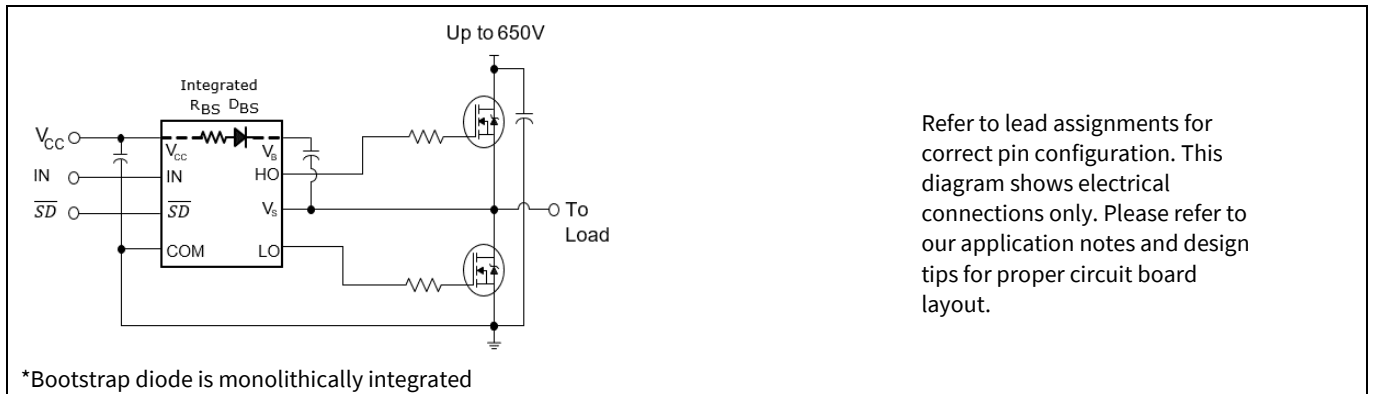 Up to 650V
Integrated
RBS DBS
VCC
VCC
VB
IN
IN
HO
SD
SD
VS
To
Load
COM
LO
Refer to lead assignments for
correct pin configuration. This
diagram shows electrical
connections only. Please refer to
our application notes and design
tips for proper circuit board
layout.
*Bootstrap diode is monolithically integrated